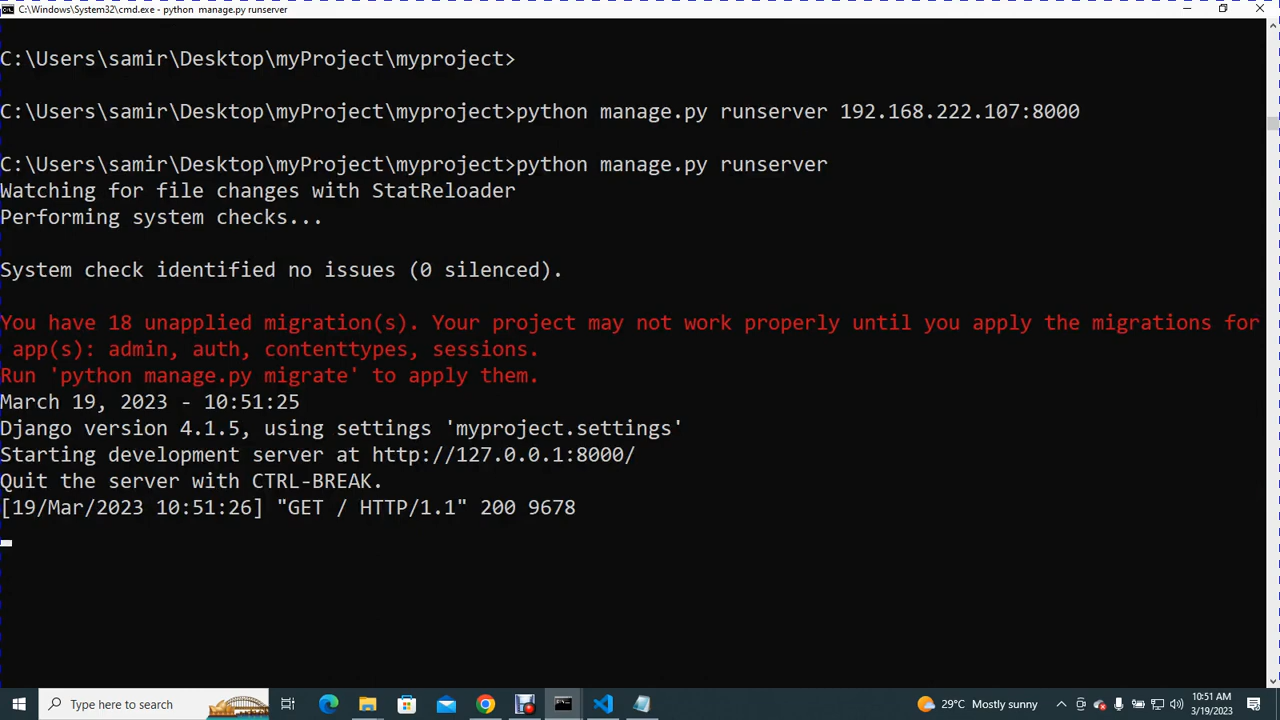 C:\Windows\System32\cmd.exe - python  manage.py runserver
C:\Users\samir\Desktop\myProject\myproject>
C:\Users\samir\Desktop\myProject\myproject>python manage.py runserver 192.168.222.107:8000
C:\Users\samir\Desktop\myProject\myproject>python manage.py runserver
Watching for file changes with StatReloader
Performing system checks...
System check identified no issues (0 silenced).
You have 18 unapplied migration(s). Your project may not work properly until you apply the migrations for
 app(s): admin, auth, contenttypes, sessions.
Run 'python manage.py migrate' to apply them.
March 19, 2023 - 10:51:25
Django version 4.1.5, using settings 'myproject.settings'
Starting development server at http://127.0.0.1:8000/
Quit the server with CTRL-BREAK.
[19/Mar/2023 10:51:26] "GET / HTTP/1.1" 200 9678
Type here to search
29°C Mostly sunny
10:51 AM
3/19/2023